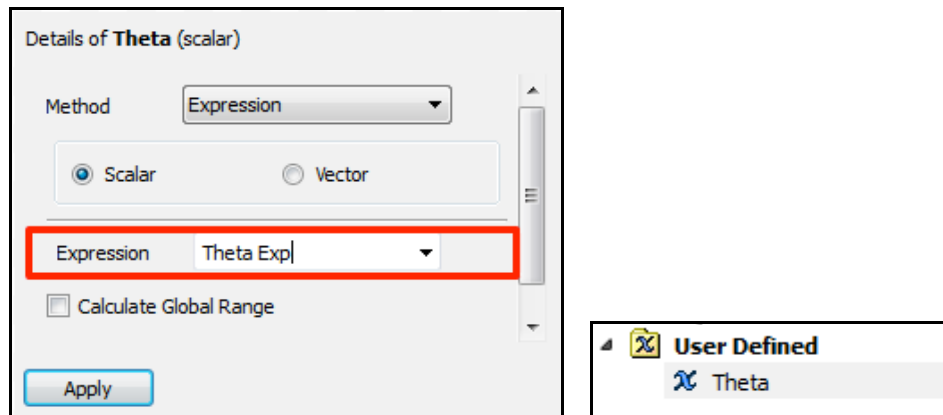 Details of Theta (scalar)
Method Expression
Scalar Vector
Expression Theta Exp
Calculate Global Range
Apply
User Defined
Theta